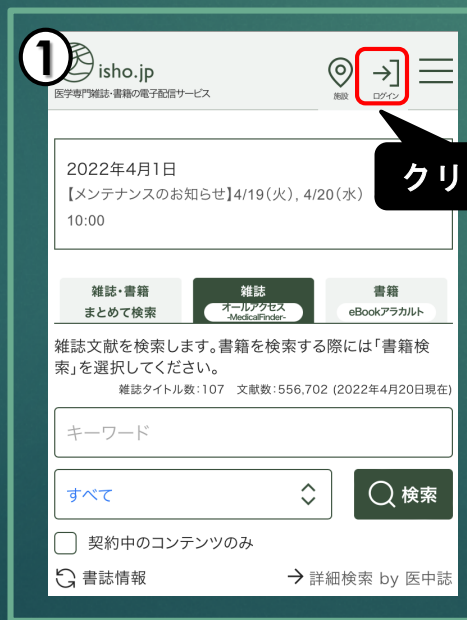 1
isho.jp
医学専門雑誌・書籍の電子配信サービス
施設 ログイン
クリ
2022年4月1日
【メンテナンスのお知らせ】4/19(火), 4/20(水)
10:00
雑誌・書籍
まとめて検索
雑誌
オールアクセス
-MedicalFinder-
書籍
eBookアラカルト
雑誌文献を検索します。書籍を検索する際には「書籍検
索」を選択してください。
雑誌タイトル数:107 文献数:556,702 (2022年4月20日現在)
キーワード
すべて
検索
契約中のコンテンツのみ
書誌情報
詳細検索 by 医中誌